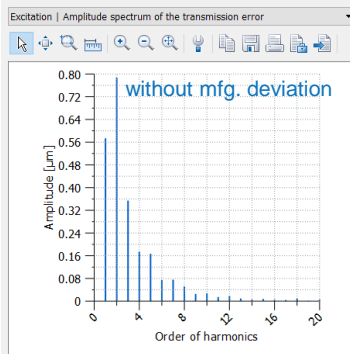 Excitation | Amplitude spectrum of the transmission error
without mfg. deviation
Amplitude [μm]
0.80
0.72
0.64
0.56
0.48
0.40
0.32
0.24
0.16
0.08
0
0 4 8 12 16 20
Order of harmonics